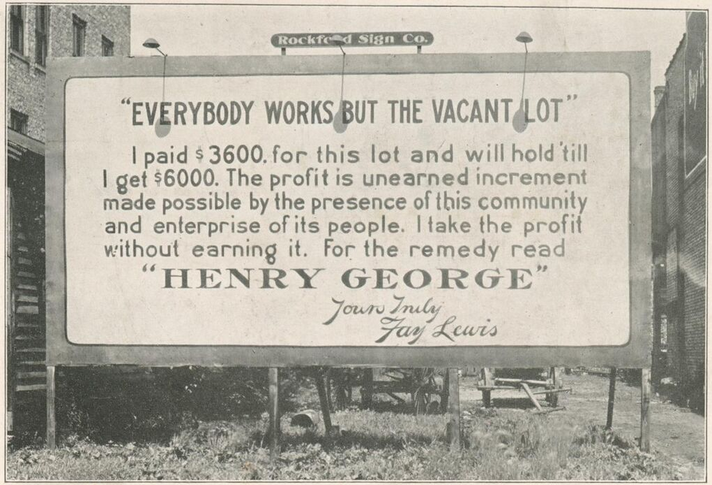 Rockford Sign Co.
"EVERYBODY WORKS BUT THE VACANT LOT"
I paid $3600. for this lot and will hold 'till
I get $6000. The profit is unearned increment
made possible by the presence of this community
and enterprise of its people. I take the profit
without earning it. For the remedy read
"HENRY GEORGE"
Yours Truly
Fay Lewis